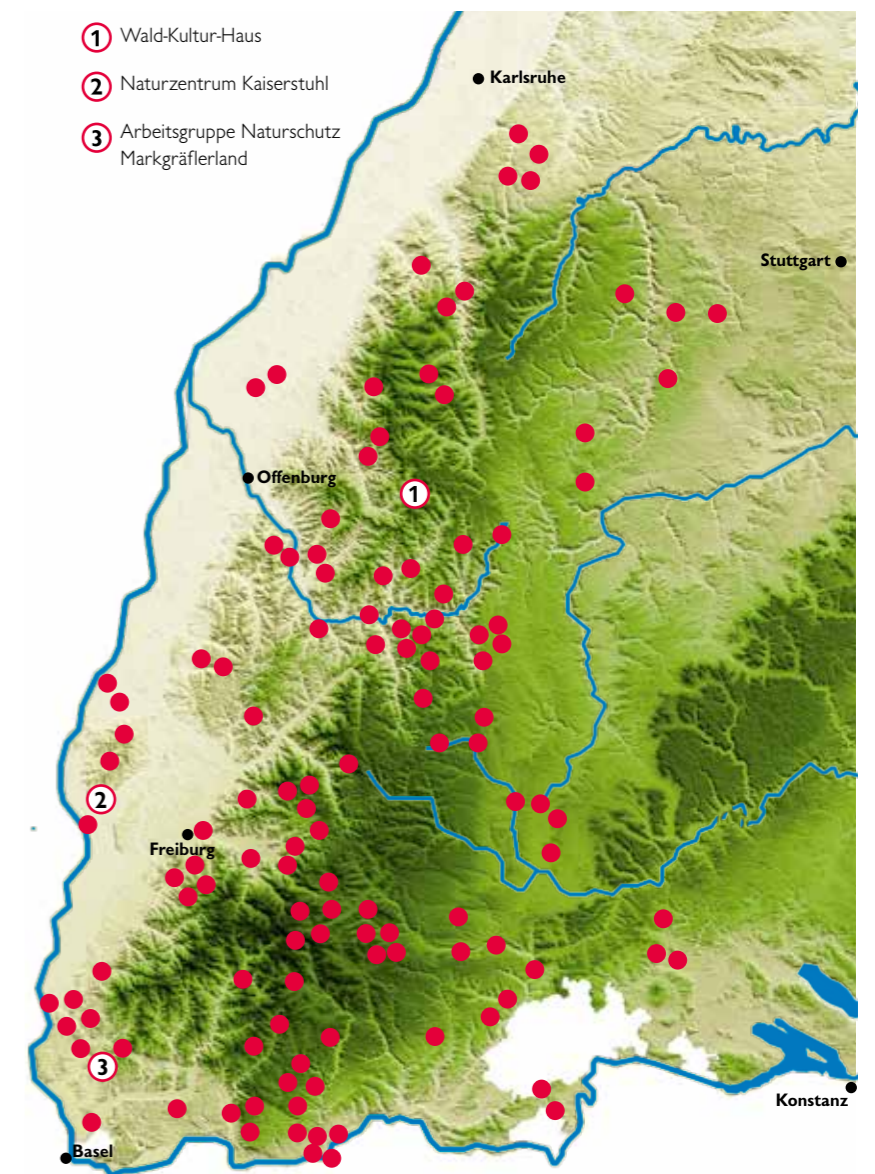 1 Wald-Kultur-Haus
2 Naturzentrum Kaiserstuhl
3 Arbeitsgruppe Naturschutz
Markgräflerland
Karlsruhe
Stuttgart
Offenburg
1
2
Freiburg
3
Konstanz
Basel